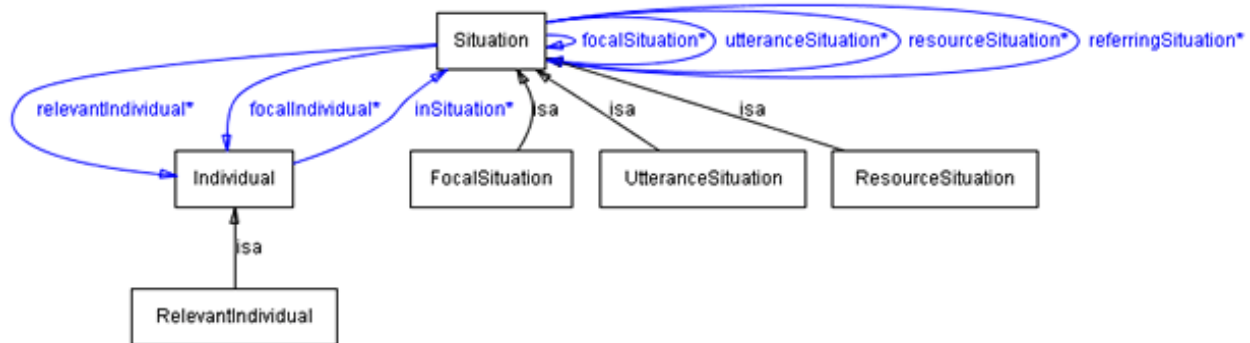 Situation
focalSituation*
utteranceSituation*
resourceSituation*
referringSituation*
relevantIndividual*
focalIndividual*
inSituation*
isa
isa
isa
Individual
FocalSituation
UtteranceSituation
ResourceSituation
isa
RelevantIndividual